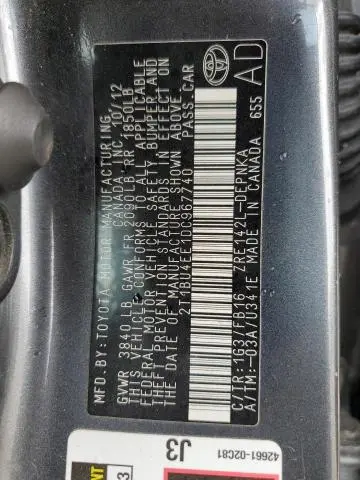 MFD.BY:TOYOTA MOTOR MANUFACTURING
CANADA INC. 10/12
GVWR 3840 LB GAWR FR 2090LB RR 1850LB
THIS VEHICLE CONFORMS TO ALL APPLICABLE
FEDERAL MOTOR VEHICLE SAFETY, BUMPER, AND
THEFT PREVENTION STANDARDS IN EFFECT ON
THE DATE OF MANUFACTURE SHOWN ABOVE.
2T1BU4EE1DC967740 PASS.CAR
C/TR:1G3/FB16 ZRE142L-DEPNKA
A/TM:-03A/U341E MADE IN CANADA 6S5
AD
42661-02C81
J3